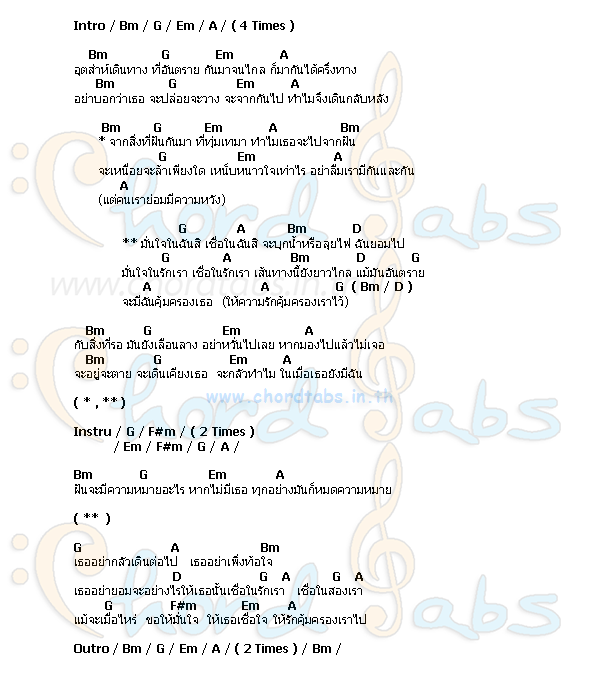 Intro / Bm / G / Em / A / ( 4 Times )
Bm G Em A
อุตส่าห์เดินทาง ที่อันตราย กันมาจนไกล ก็มากันได้ครึ่งทาง
Bm G Em A
อย่าบอกว่าเธอ จะปล่อยจะวาง จะจากกันไป ทำไมจึงเดินกลับหลัง
Bm G Em A Bm
* จากสิ่งที่ฝันกันมา ที่ทุ่มเทมา ทำไมเธอจะไปจากฝัน
G Em A
จะเหนื่อยจะล้าเพียงใด เหน็บหนาวใจเท่าไร อย่าลืมเรามีกันและกัน
A
(แต่คนเราย่อมมีความหวัง)
G A Bm D
** มั่นใจในฉันสิ เชื่อในฉันสิ จะบุกน้ำหรือลุยไฟ ฉันยอมไป
G A Bm D G
มั่นใจในรักเรา เชื่อในรักเรา เส้นทางนี้ยังยาวไกล แม้มันอันตราย
A A G ( Bm / D )
จะมีฉันคุ้มครองเธอ (ให้ความรักคุ้มครองเราไว้)
www.chordtabs.in.th
Bm G Em A
กับสิ่งที่รอ มันยังเลือนลาง อย่าหวั่นไปเลย หากมองไปแล้วไม่เจอ
Bm G Em A
จะอยู่จะตาย จะเดินเคียงเธอ จะกลัวทำไม ในเมื่อเธอยังมีฉัน
www.chordtabs.in.th
( * , ** )
Instru / G / F#m / ( 2 Times )
/ Em / F#m / G / A /
Bm G Em A
ฝันจะมีความหมายอะไร หากไม่มีเธอ ทุกอย่างมันก็หมดความหมาย
( ** )
G A Bm
เธออย่ากลัวเดินต่อไป เธออย่าเพิ่งท้อใจ
D G A G A
เธออย่ายอมจะอย่างไรให้เธอนั้นเชื่อในรักเรา เชื่อในสองเรา
G F#m Em A
แม้จะเมื่อไหร่ ขอให้มั่นใจ ให้เธอเชื่อใจ ให้รักคุ้มครองเราไป
Outro / Bm / G / Em / A / ( 2 Times ) / Bm /